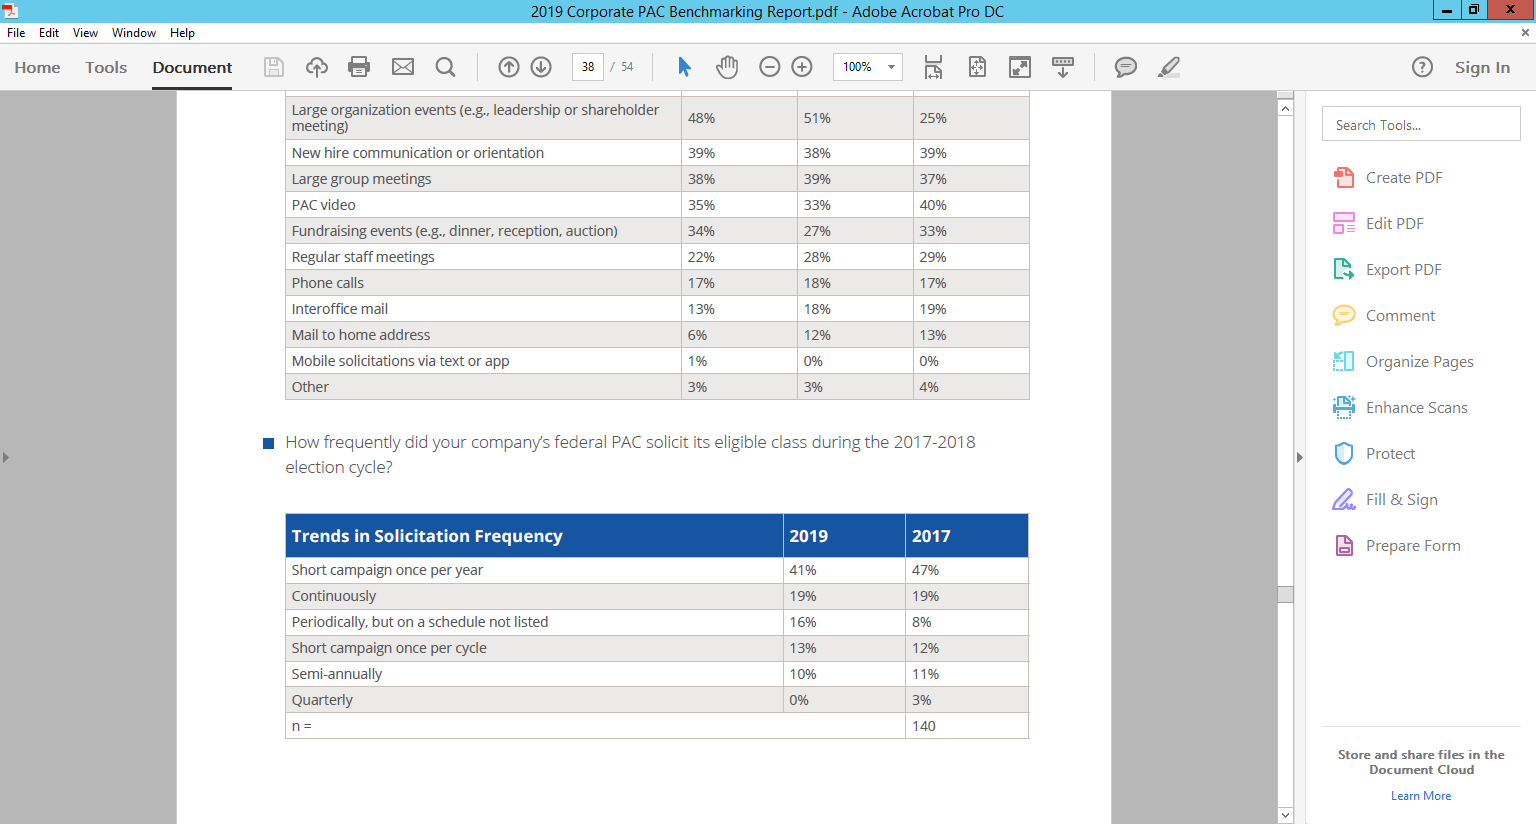 2019 Corporate PAC Benchmarking Report.pdf - Adobe Acrobat Pro DC
File Edit View Window Help
Home Tools Document 38 / 54 100% Sign In
Large organization events (e.g., leadership or shareholder
meeting) 48% 51% 25%
New hire communication or orientation 39% 38% 39%
Large group meetings 38% 39% 37%
PAC video 35% 33% 40%
Fundraising events (e.g., dinner, reception, auction) 34% 27% 33%
Regular staff meetings 22% 28% 29%
Phone calls 17% 18% 17%
Interoffice mail 13% 18% 19%
Mail to home address 6% 12% 13%
Mobile solicitations via text or app 1% 0% 0%
Other 3% 3% 4%
How frequently did your company’s federal PAC solicit its eligible class during the 2017-2018
election cycle?
Trends in Solicitation Frequency 2019 2017
Short campaign once per year 41% 47%
Continuously 19% 19%
Periodically, but on a schedule not listed 16% 8%
Short campaign once per cycle 13% 12%
Semi-annually 10% 11%
Quarterly 0% 3%
n = 140
Search Tools...
Create PDF
Edit PDF
Export PDF
Comment
Organize Pages
Enhance Scans
Protect
Fill & Sign
Prepare Form
Store and share files in the
Document Cloud
Learn More